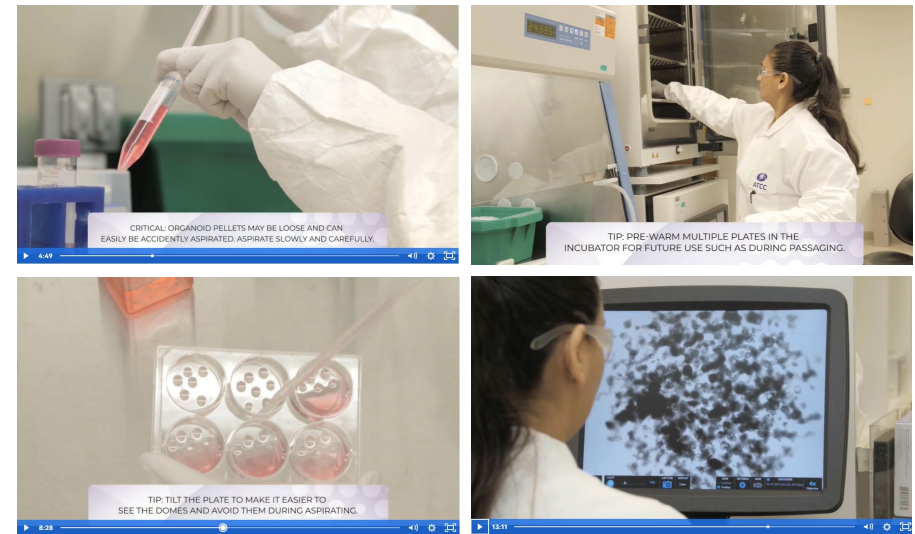 CRITICAL: ORGANOID PELLETS MAY BE LOOSE AND CAN
EASILY BE ACCIDENTLY ASPIRATED. ASPIRATE SLOWLY AND CAREFULLY.
4:49
ATCC
TIP: PRE-WARM MULTIPLE PLATES IN THE
INCUBATOR FOR FUTURE USE SUCH AS DURING PASSAGING.
TIP: TILT THE PLATE TO MAKE IT EASIER TO
SEE THE DOMES AND AVOID THEM DURING ASPIRATING.
8:28
13:11